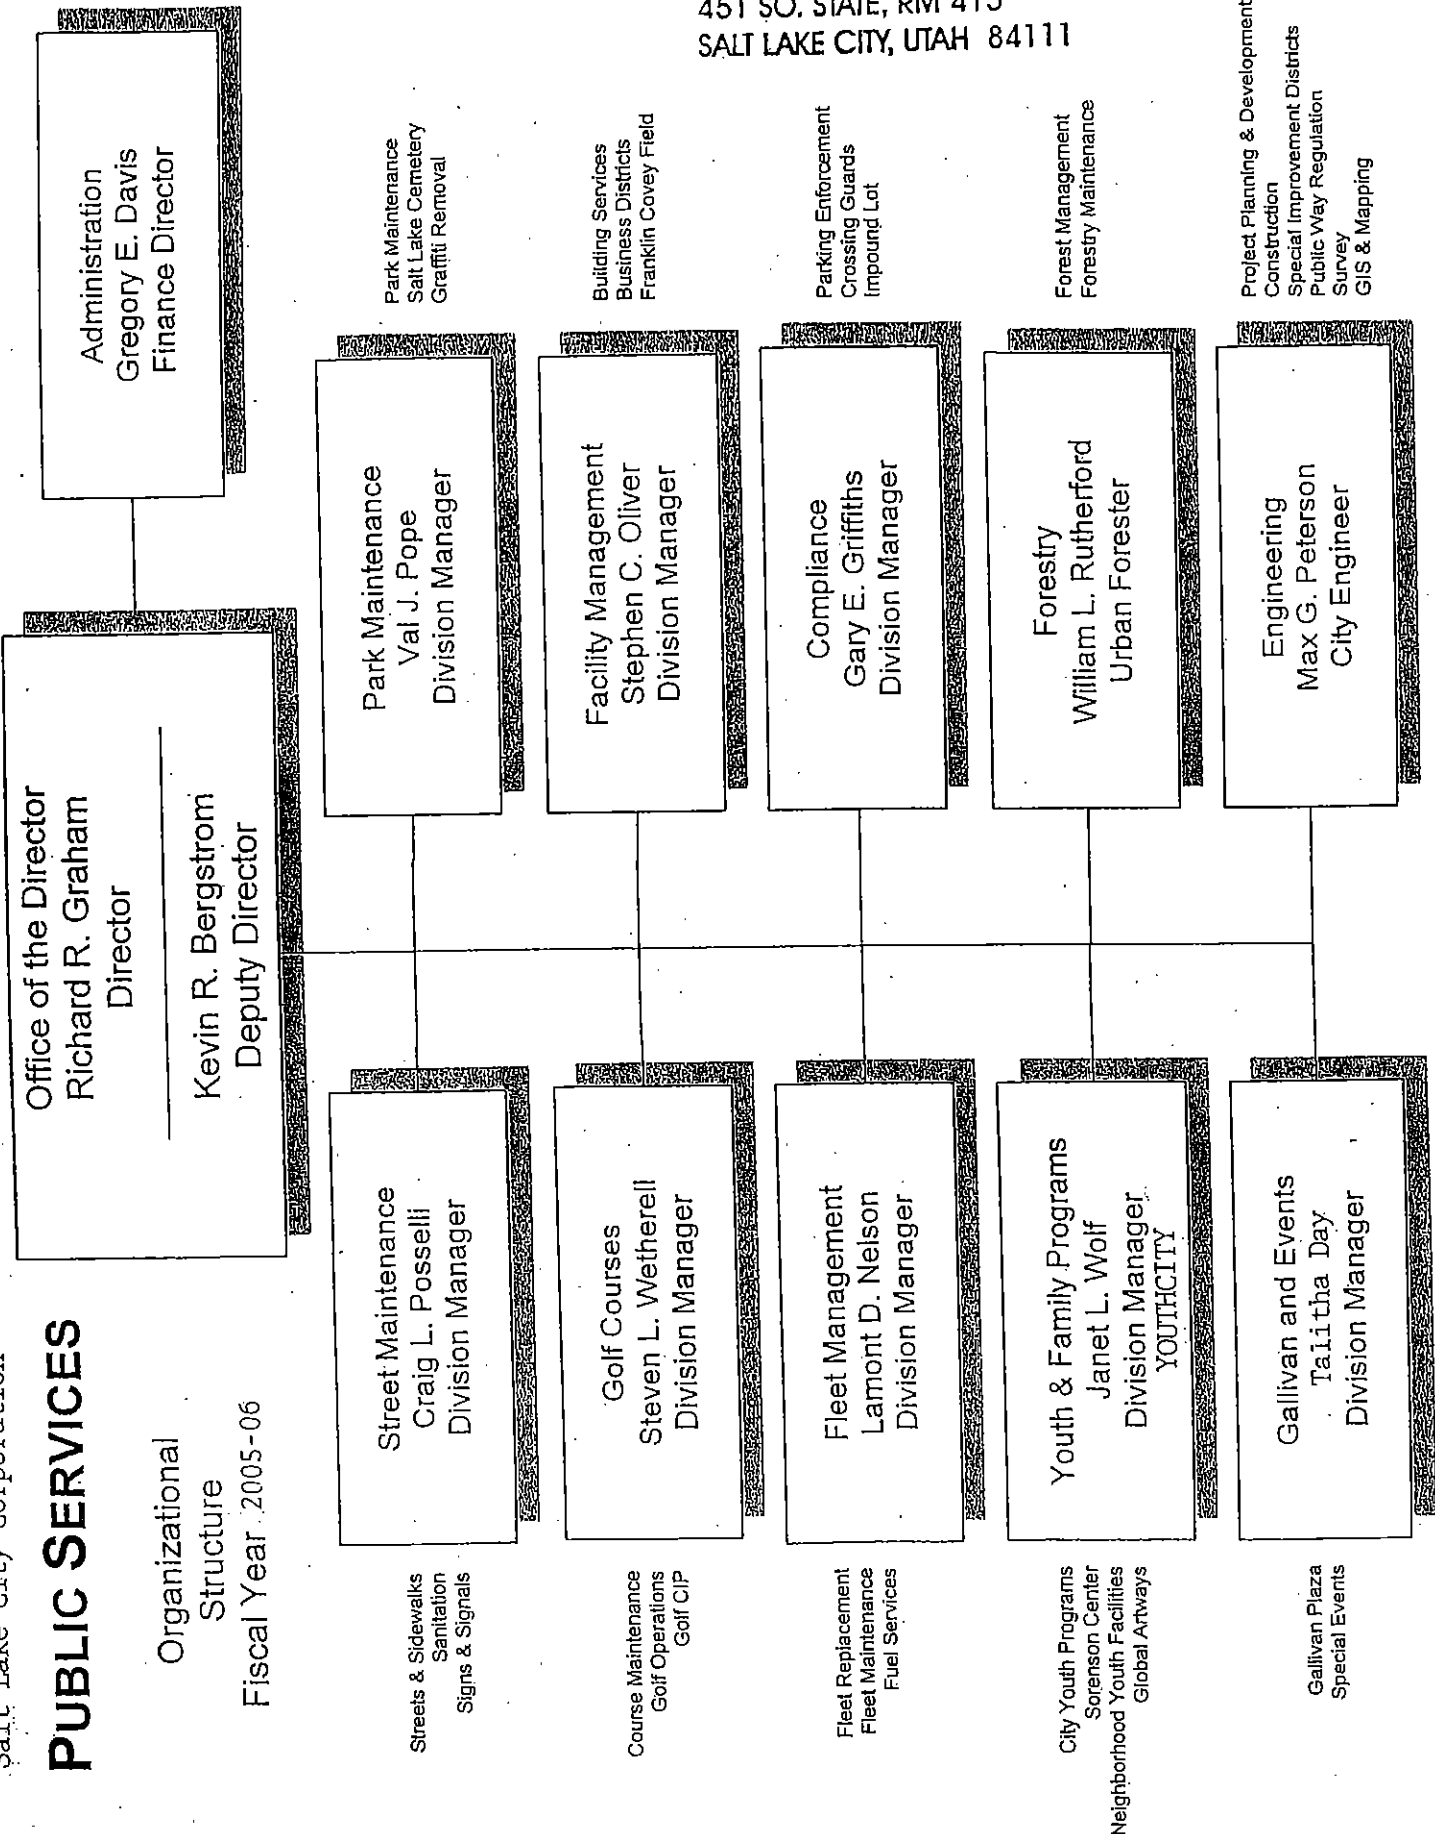 Salt Lake City Corporation
PUBLIC SERVICES
Organizational
Structure
Fiscal Year 2005-06
Office of the Director
Richard R. Graham
Director
Kevin R. Bergstrom
Deputy Director
Administration
Gregory E. Davis
Finance Director
451 SO. STATE, RM 415
SALT LAKE CITY, UTAH 84111
Streets & Sidewalks
Sanitation
Signs & Signals
Street Maintenance
Craig L. Posselli
Division Manager
Park Maintenance
Val J. Pope
Division Manager
Park Maintenance
Salt Lake Cemetery
Graffiti Removal
Course Maintenance
Golf Operations
Golf CIP
Golf Courses
Steven L. Wetherell
Division Manager
Facility Management
Stephen C. Oliver
Division Manager
Building Services
Business Districts
Franklin Covey Field
Fleet Replacement
Fleet Maintenance
Fuel Services
Fleet Management
Lamont D. Nelson
Division Manager
Compliance
Gary E. Griffiths
Division Manager
Parking Enforcement
Crossing Guards
Impound Lot
City Youth Programs
Sorenson Center
Neighborhood Youth Facilities
Global Artways
Youth & Family Programs
Janet L. Wolf
Division Manager
YOUTHCITY
Forestry
William L. Rutherford
Urban Forester
Forest Management
Forestry Maintenance
Gallivan Plaza
Special Events
Gallivan and Events
Talitha Day
Division Manager
Engineering
Max G. Peterson
City Engineer
Project Planning & Development
Construction
Special Improvement Districts
Public Way Regulation
Survey
GIS & Mapping